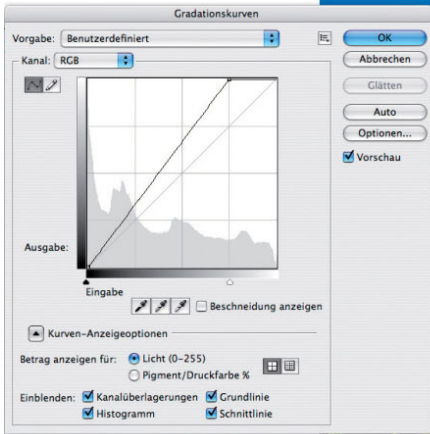 Gradationskurven
Vorgabe: Benutzerdefiniert
OK
Kanal: RGB
Abbrechen
Glätten
Auto
Optionen...
Vorschau
Ausgabe:
Eingabe
Beschneidung anzeigen
Kurven-Anzeigeoptionen
Betrag anzeigen für: Licht (0–255)
Pigment/Druckfarbe %
Einblenden: Kanalüberlagerungen Grundlinie
Histogramm Schnittlinie